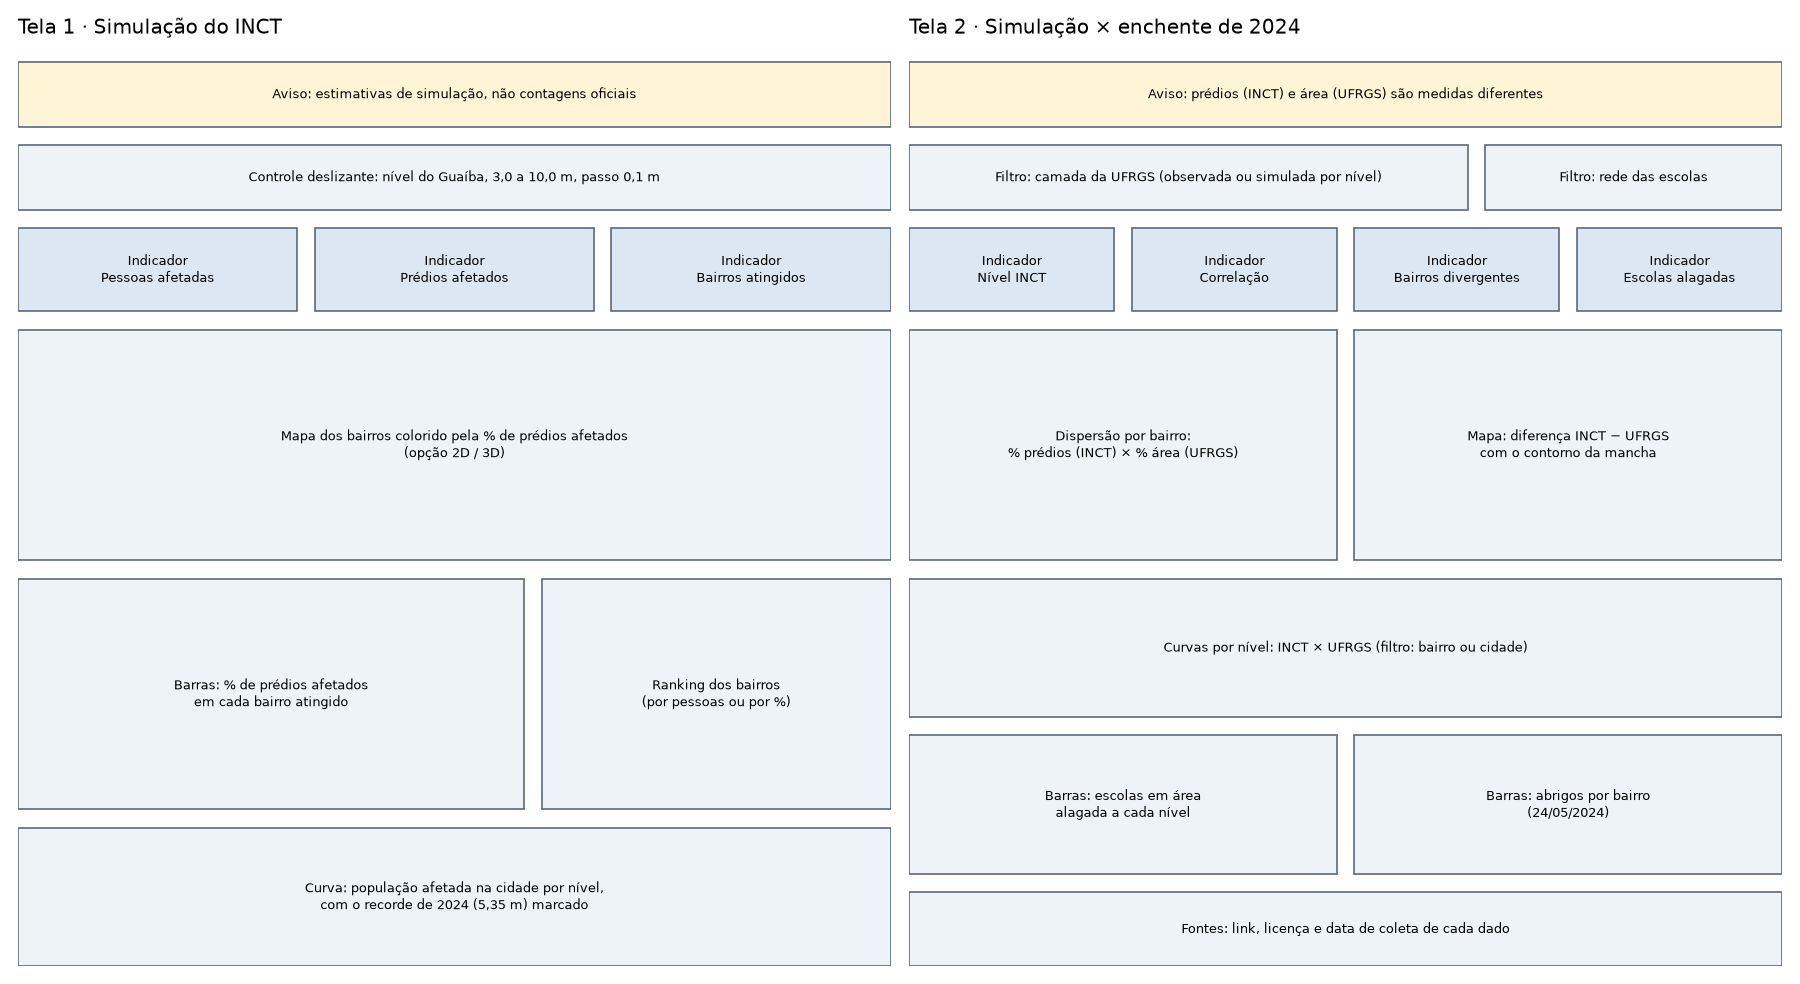 Tela 1 · Simulação do INCT
Aviso: estimativas de simulação, não contagens oficiais
Controle deslizante: nível do Guaíba, 3,0 a 10,0 m, passo 0,1 m
Indicador
Pessoas afetadas
Indicador
Prédios afetados
Indicador
Bairros atingidos
Mapa dos bairros colorido pela % de prédios afetados
(opção 2D / 3D)
Barras: % de prédios afetados
em cada bairro atingido
Ranking dos bairros
(por pessoas ou por %)
Curva: população afetada na cidade por nível,
com o recorde de 2024 (5,35 m) marcado
Tela 2 · Simulação × enchente de 2024
Aviso: prédios (INCT) e área (UFRGS) são medidas diferentes
Filtro: camada da UFRGS (observada ou simulada por nível)
Filtro: rede das escolas
Indicador
Nível INCT
Indicador
Correlação
Indicador
Bairros divergentes
Indicador
Escolas alagadas
Dispersão por bairro:
% prédios (INCT) × % área (UFRGS)
Mapa: diferença INCT − UFRGS
com o contorno da mancha
Curvas por nível: INCT × UFRGS (filtro: bairro ou cidade)
Barras: escolas em área
alagada a cada nível
Barras: abrigos por bairro
(24/05/2024)
Fontes: link, licença e data de coleta de cada dado